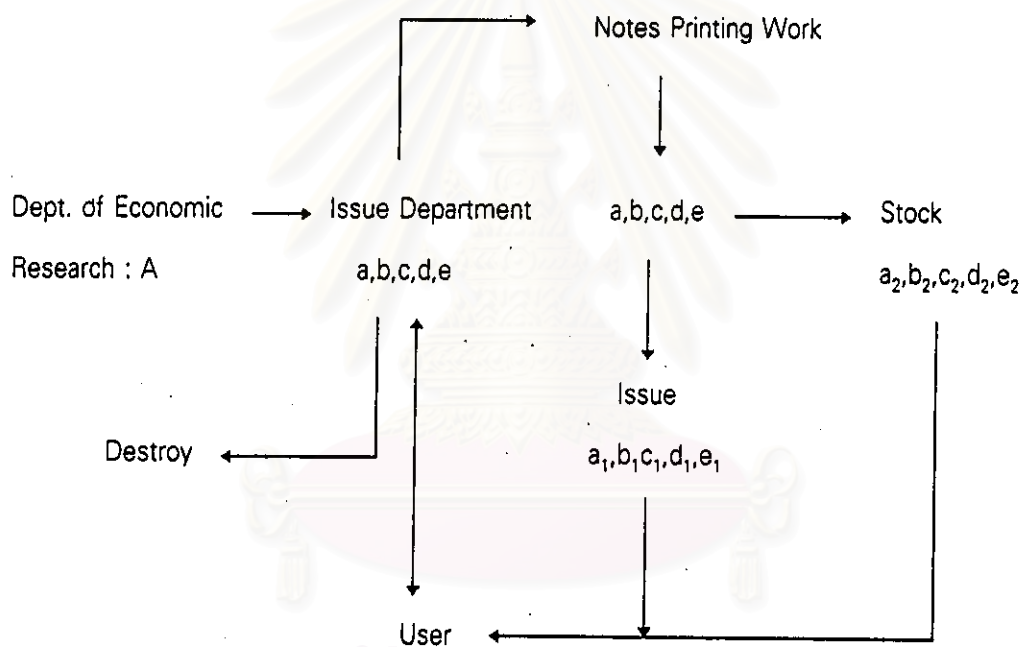 Notes Printing Work
Dept. of Economic
Research : A
Issue Department
a,b,c,d,e
a,b,c,d,e
Stock
a₂,b₂,c₂,d₂,e₂
Issue
a₁,b₁c₁,d₁,e₁
Destroy
User